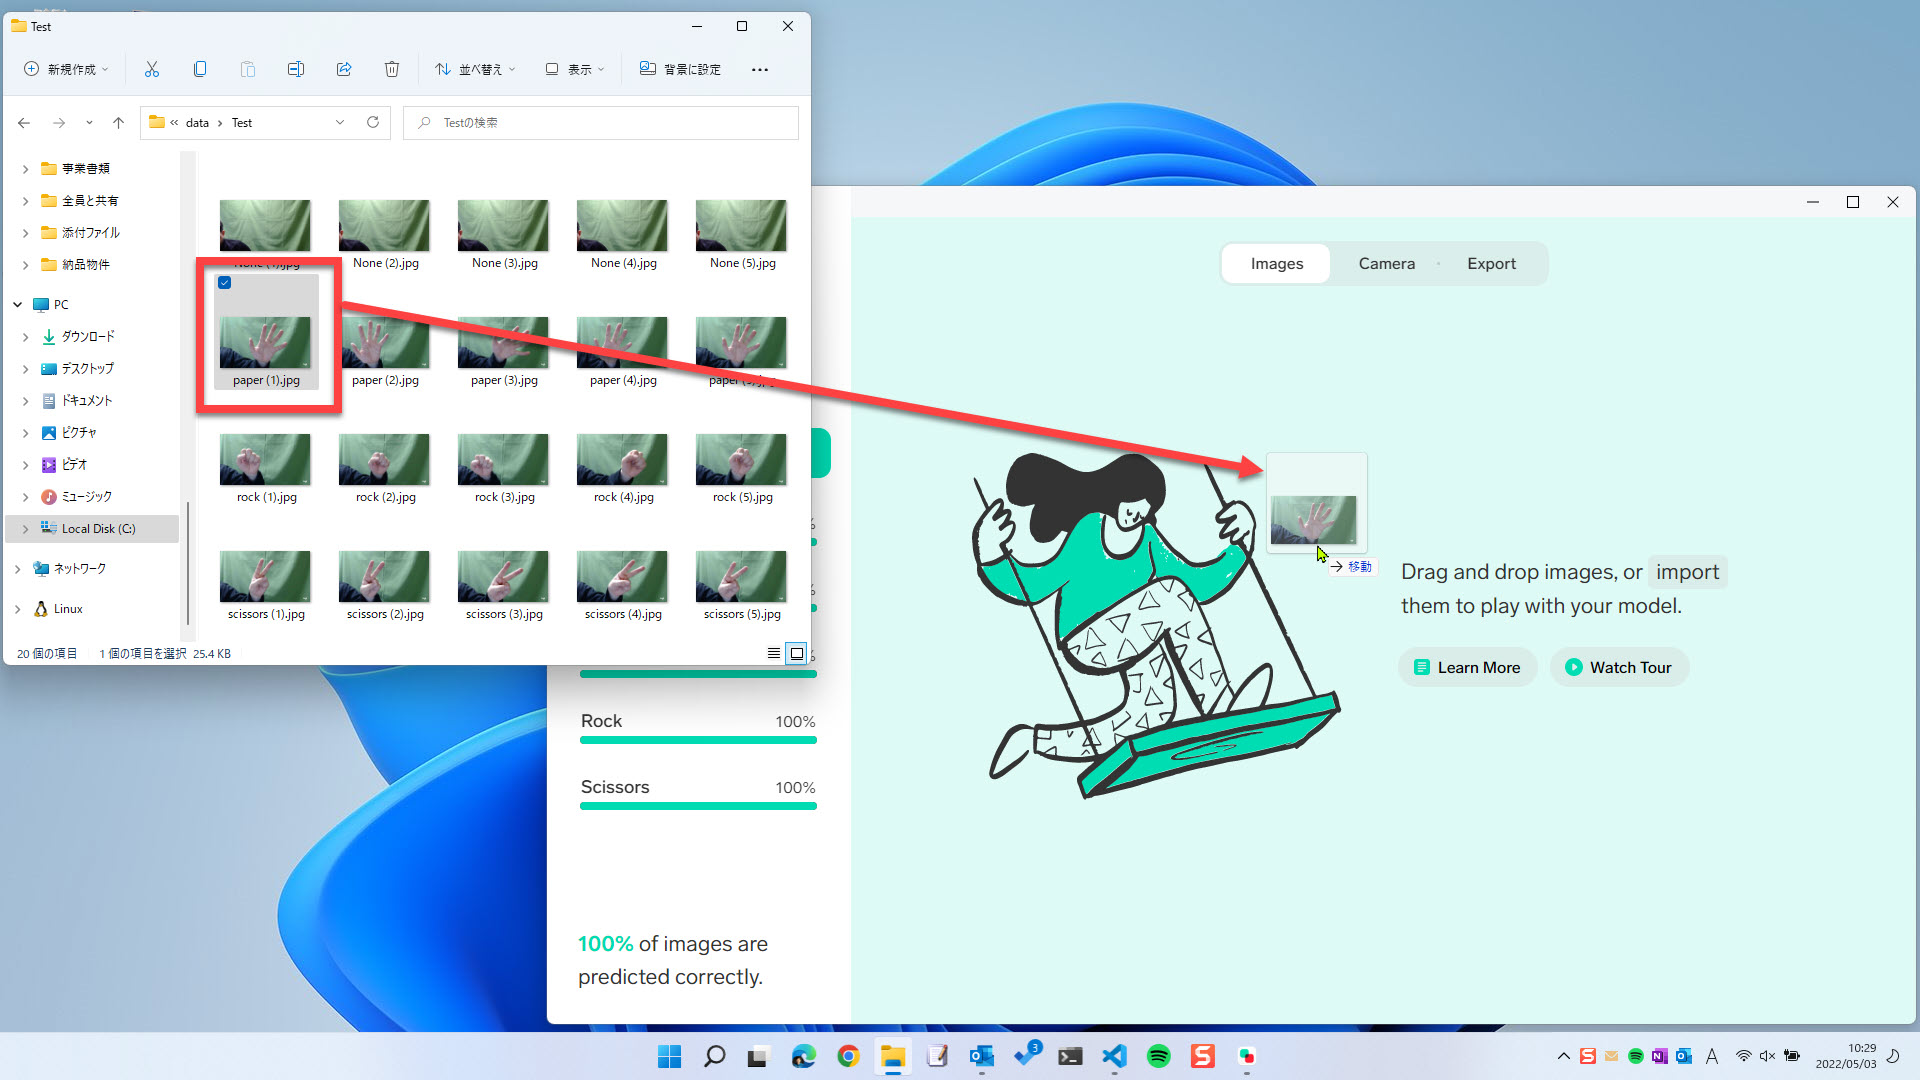 Test
新規作成
並べ替え
表示
背景に設定
data
Test
Testの検索
事業書類
全員と共有
添付ファイル
納品物件
PC
ダウンロード
デスクトップ
ドキュメント
ピクチャ
ビデオ
ミュージック
Local Disk (C:)
ネットワーク
Linux
None (1).jpg
None (2).jpg
None (3).jpg
None (4).jpg
None (5).jpg
paper (1).jpg
paper (2).jpg
paper (3).jpg
paper (4).jpg
paper (5).jpg
rock (1).jpg
rock (2).jpg
rock (3).jpg
rock (4).jpg
rock (5).jpg
scissors (1).jpg
scissors (2).jpg
scissors (3).jpg
scissors (4).jpg
scissors (5).jpg
20 個の項目
1 個の項目を選択 25.4 KB
Images
Camera
Export
移動
Drag and drop images, or import
them to play with your model.
Learn More
Watch Tour
%
%
%
Rock 100%
Scissors 100%
100% of images are
predicted correctly.
3
A
10:29
2022/05/03